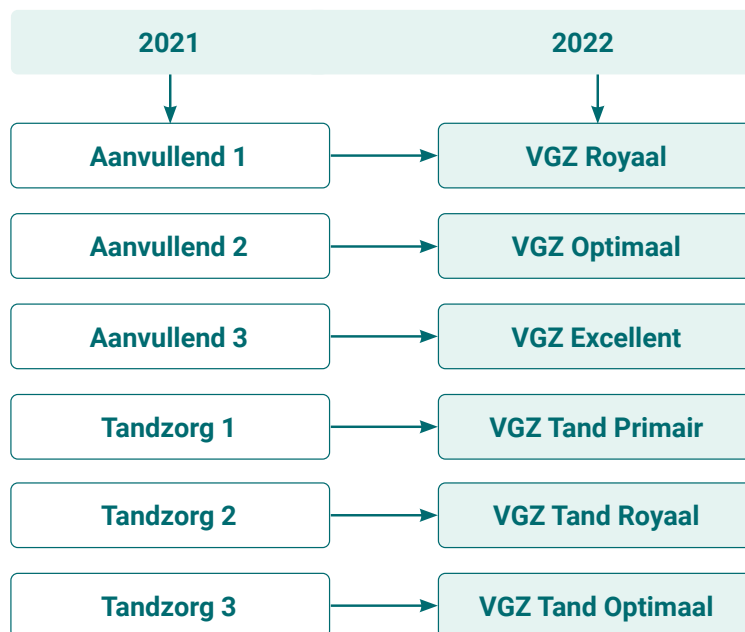 2021 2022
Aanvullend 1 VGZ Royaal
Aanvullend 2 VGZ Optimaal
Aanvullend 3 VGZ Excellent
Tandzorg 1 VGZ Tand Primair
Tandzorg 2 VGZ Tand Royaal
Tandzorg 3 VGZ Tand Optimaal